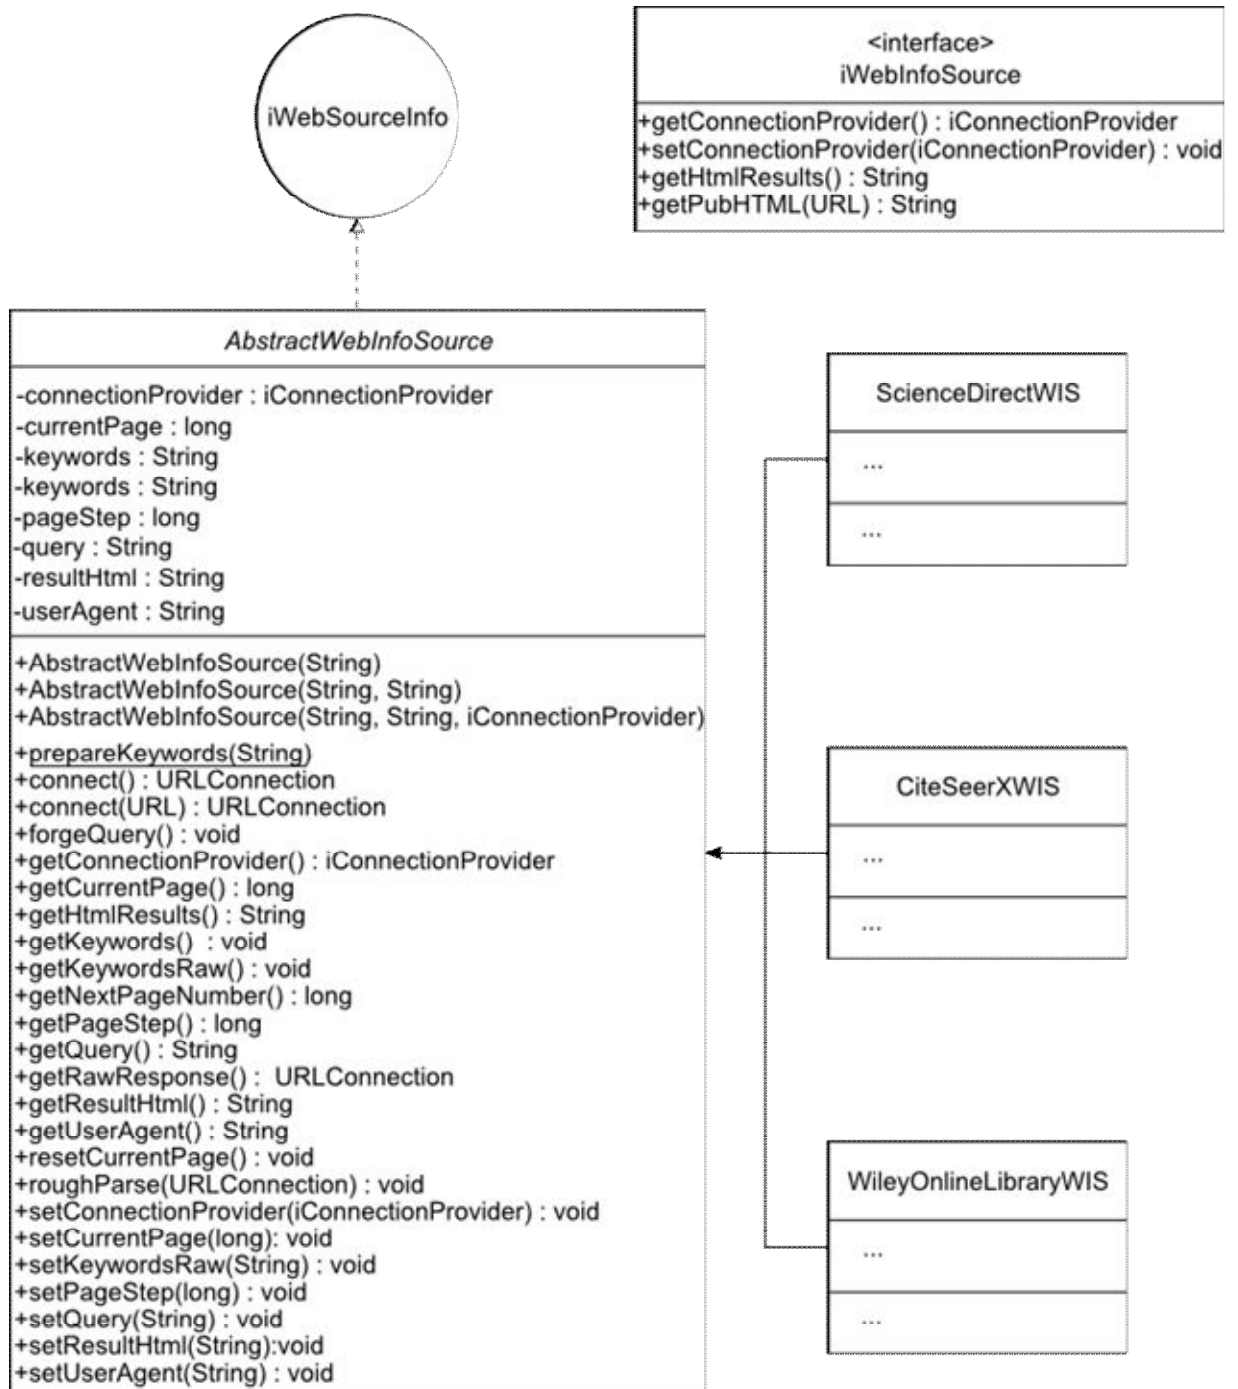 iWebSourceInfo
<interface>
iWebInfoSource
+getConnectionProvider() : iConnectionProvider
+setConnectionProvider(iConnectionProvider) : void
+getHtmlResults() : String
+getPubHTML(URL) : String
AbstractWebInfoSource
-connectionProvider : iConnectionProvider
-currentPage : long
-keywords : String
-keywords : String
-pageStep : long
-query : String
-resultHtml : String
-userAgent : String
+AbstractWebInfoSource(String)
+AbstractWebInfoSource(String, String)
+AbstractWebInfoSource(String, String, iConnectionProvider)
+prepareKeywords(String)
+connect() : URLConnection
+connect(URL) : URLConnection
+forgeQuery() : void
+getConnectionProvider() : iConnectionProvider
+getCurrentPage() : long
+getHtmlResults() : String
+getKeywords()  : void
+getKeywordsRaw() : void
+getNextPageNumber() : long
+getPageStep() : long
+getQuery() : String
+getRawResponse() :  URLConnection
+getResultHtml() : String
+getUserAgent() : String
+resetCurrentPage() : void
+roughParse(URLConnection) : void
+setConnectionProvider(iConnectionProvider) : void
+setCurrentPage(long): void
+setKeywordsRaw(String) : void
+setPageStep(long) : void
+setQuery(String) : void
+setResultHtml(String):void
+setUserAgent(String) : void
ScienceDirectWIS
...
...
CiteSeerXWIS
...
...
WileyOnlineLibraryWIS
...
...